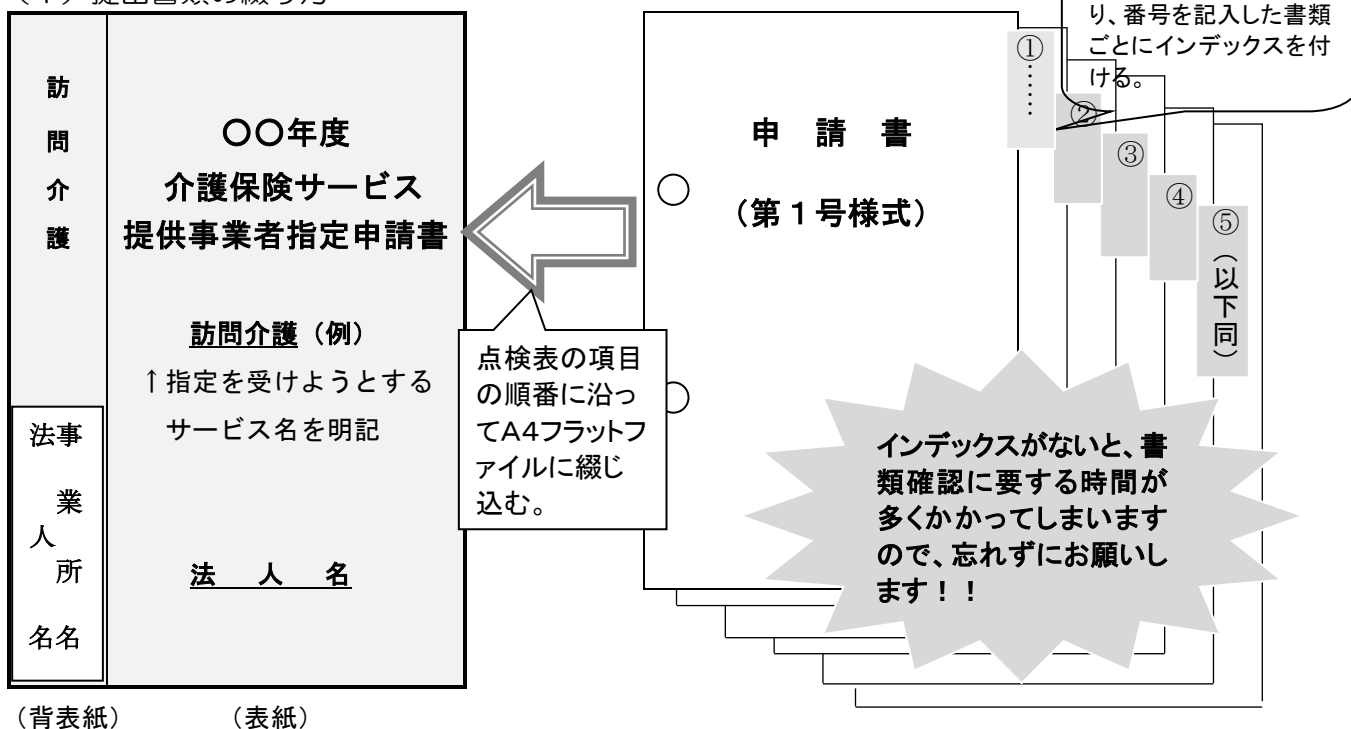 り、番号を記入した書類
ごとにインデックスを付
ける。
訪問介護
事業所名
法人名
〇〇年度
介護保険サービス
提供事業者指定申請書
訪問介護（例）
↑指定を受けようとする
サービス名を明記
法　人　名
点検表の項目
の順番に沿っ
てA4フラットフ
ァイルに綴じ
込む。
申　請　書
（第１号様式）
①……
②
③
④
⑤（以下同）
インデックスがないと、書
類確認に要する時間が
多くかかってしまいます
ので、忘れずにお願いし
ます！！
（背表紙）
（表紙）